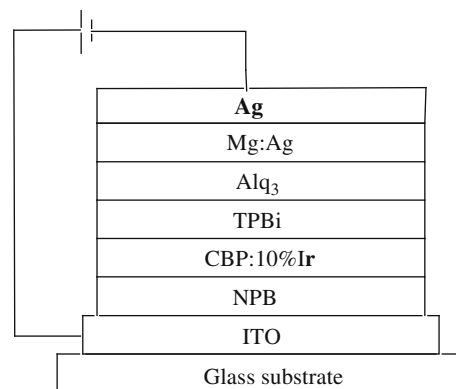 Ag
Mg:Ag
Alq₃
TPBi
CBP:10%Ir
NPB
ITO
Glass substrate